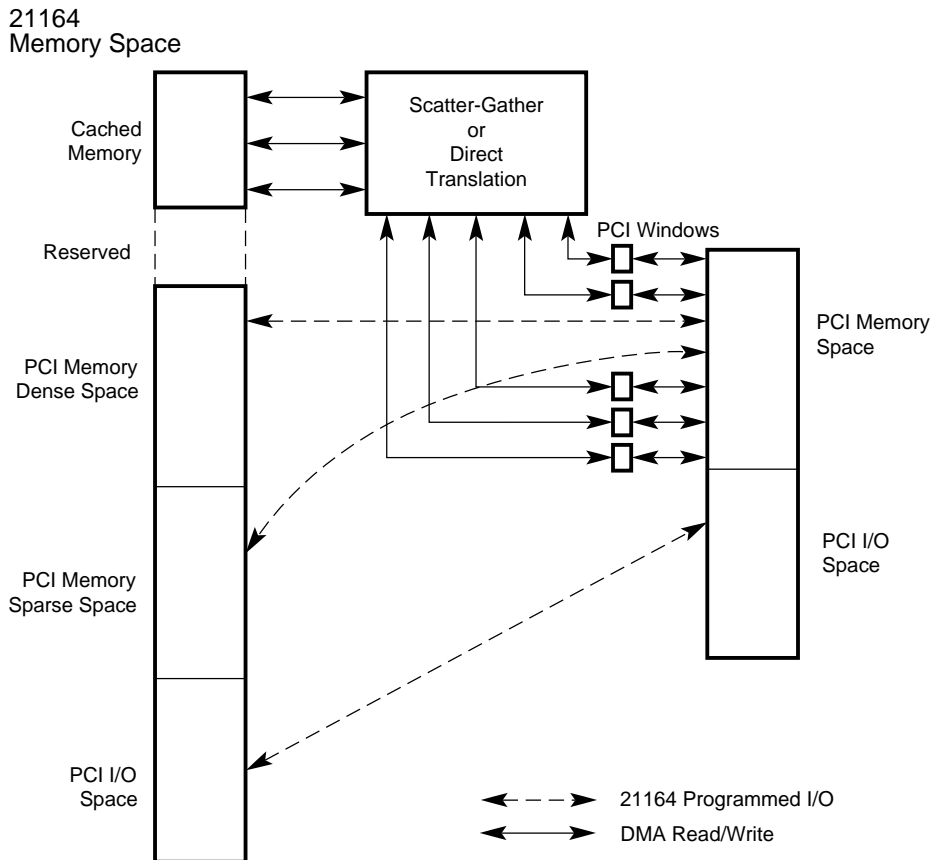 21164
Memory Space
Cached
Memory
Scatter-Gather
or
Direct
Translation
Reserved
PCI Windows
PCI Memory
Space
PCI Memory
Dense Space
PCI I/O
Space
PCI Memory
Sparse Space
PCI I/O
Space
21164 Programmed I/O
DMA Read/Write